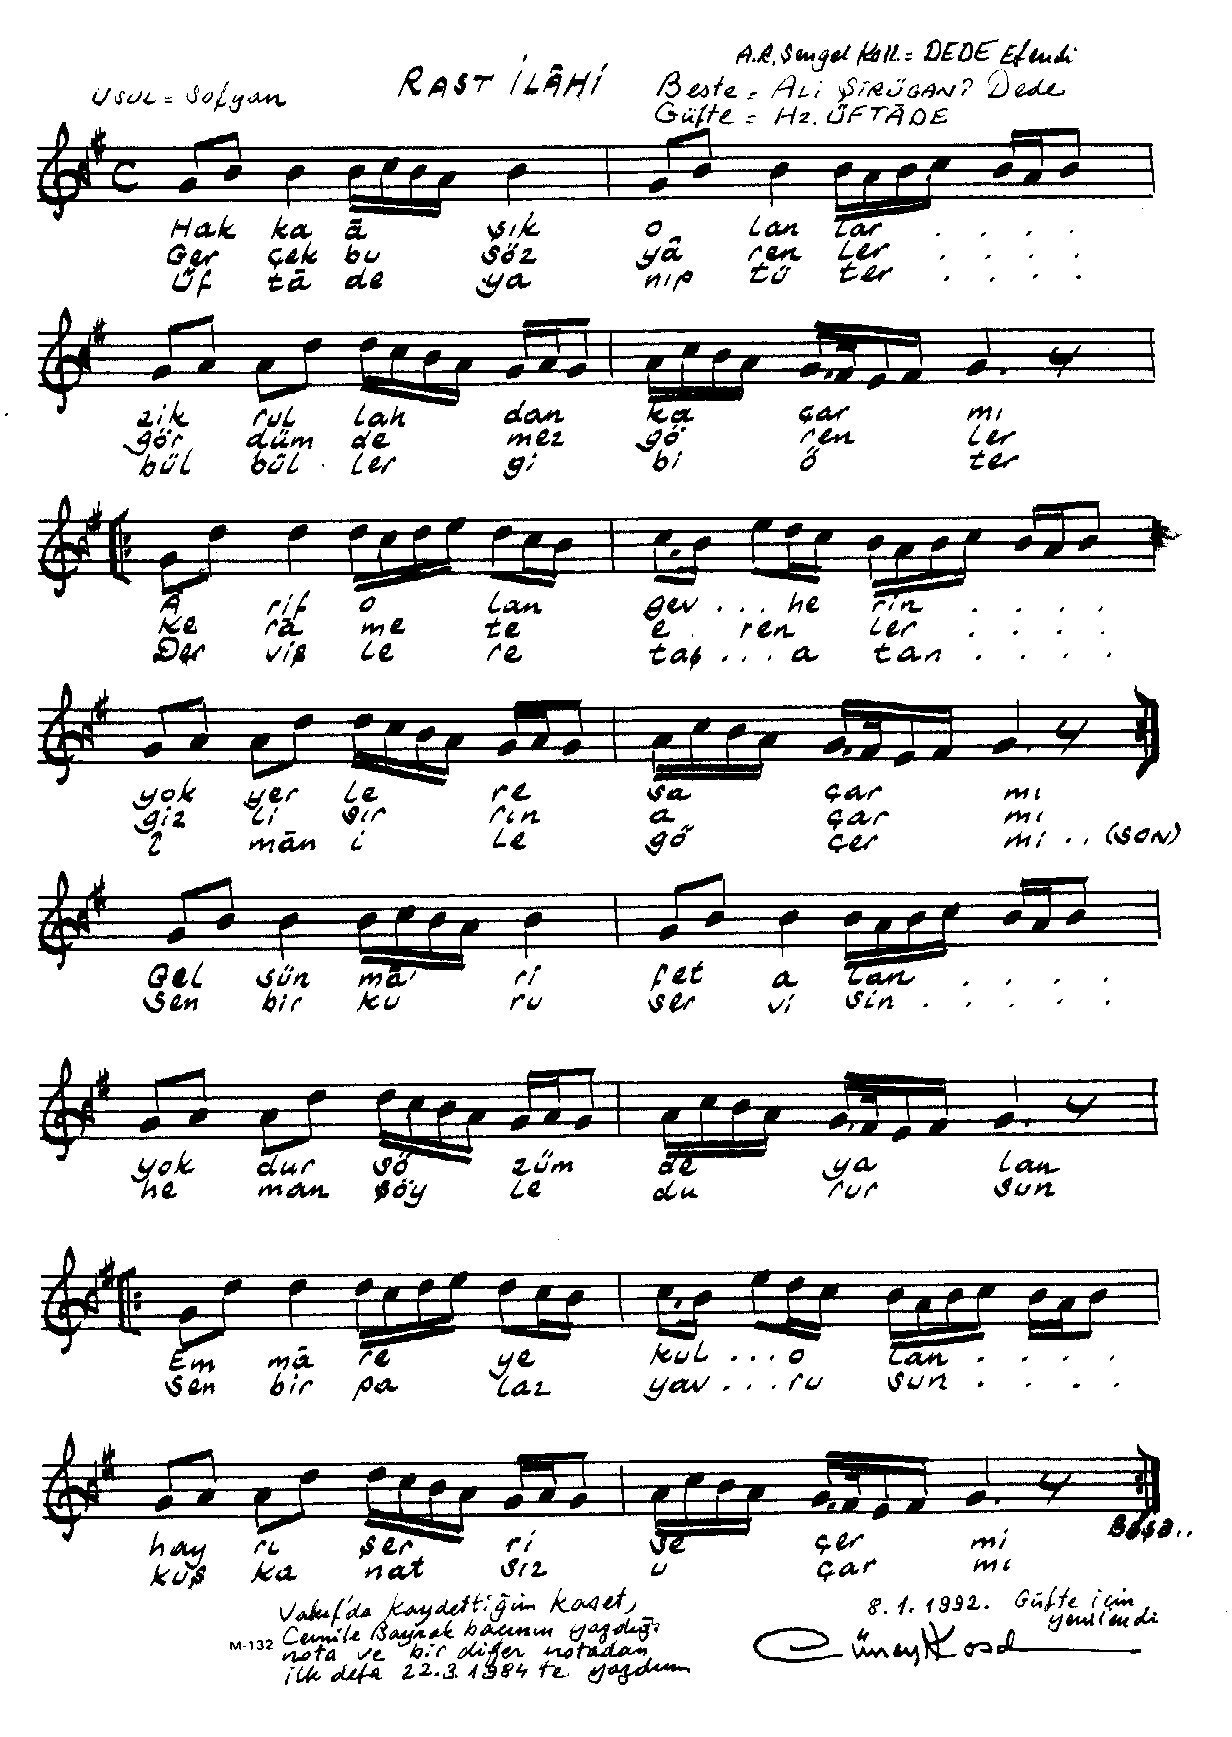 A.R. Şengel Koll. = DEDE Efendi
USUL = Sofyan
RAST İLÂHİ
Beste = ALİ ŞİRÜGAN? Dede
Güfte = Hz. ÜFTÂDE
Hak ka â şık o lan lar . . . .
Ger çek bu söz yâ ren ler . . . .
Üf tâ de ya nıp tü ter . . . .
zik rul lah dan ka çar mı
gör düm de mez gö ren ler
bül bül ler gi bi ö ter
 rif o lan gev . . . he rin . . . .
ke râ me te e . ren ler . . . .
Der viş le re taş . . . a tan . . . .
yok yer le re sa çar mı
giz li sır rın a çar mı
İ mân i le gö çer mi . . (SON)
Gel sün mâ' ri fet a lan . . . .
sen bir ku ru ser vi sin . . . . .
yok dur sö züm de ya lan
he man şöy le du rur sun
Em mâ re ye kul . . . o lan . . . .
sen bir pa laz yav . . . ru sun . . . .
hay rı şer ri se çer mi
Başa..
kuş ka nat sız u çar mı
Vakıf'da kaydettiğim kaset,
8.1.1992. Güfte için
yenilendi
Cemile Bayrak bacının yazdığı
M-132
nota ve bir diğer notadan
ilk defa 22.3.1984 te yazdım